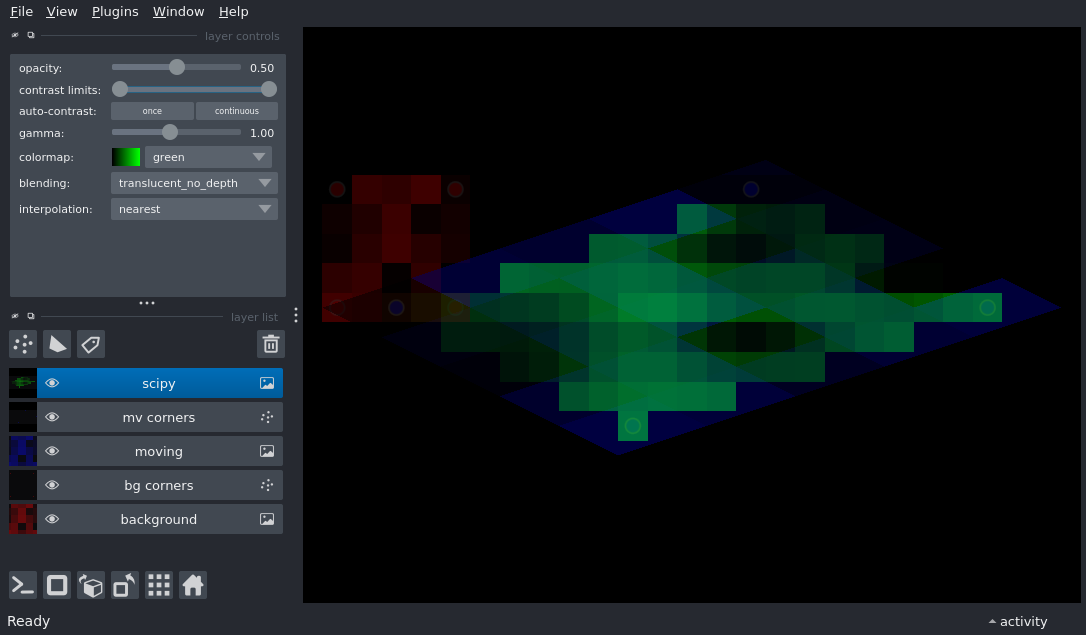 File View Plugins Window Help
layer controls
opacity: 0.50
contrast limits:
auto-contrast: once continuous
gamma: 1.00
colormap: green
blending: translucent_no_depth
interpolation: nearest
layer list
scipy
mv corners
moving
bg corners
background
Ready
activity